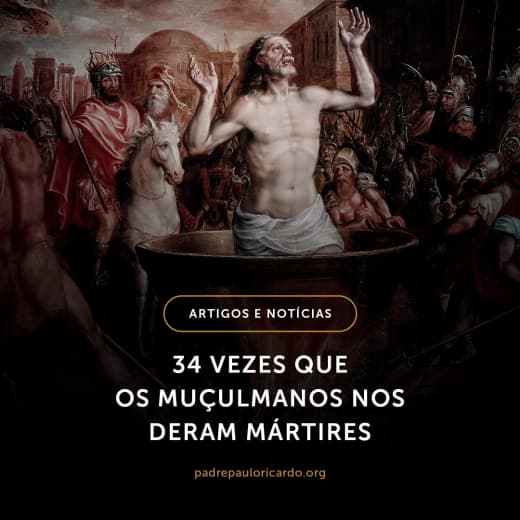 ARTIGOS E NOTÍCIAS
34 VEZES QUE
OS MUÇULMANOS NOS
DERAM MÁRTIRES
padrepauloricardo.org